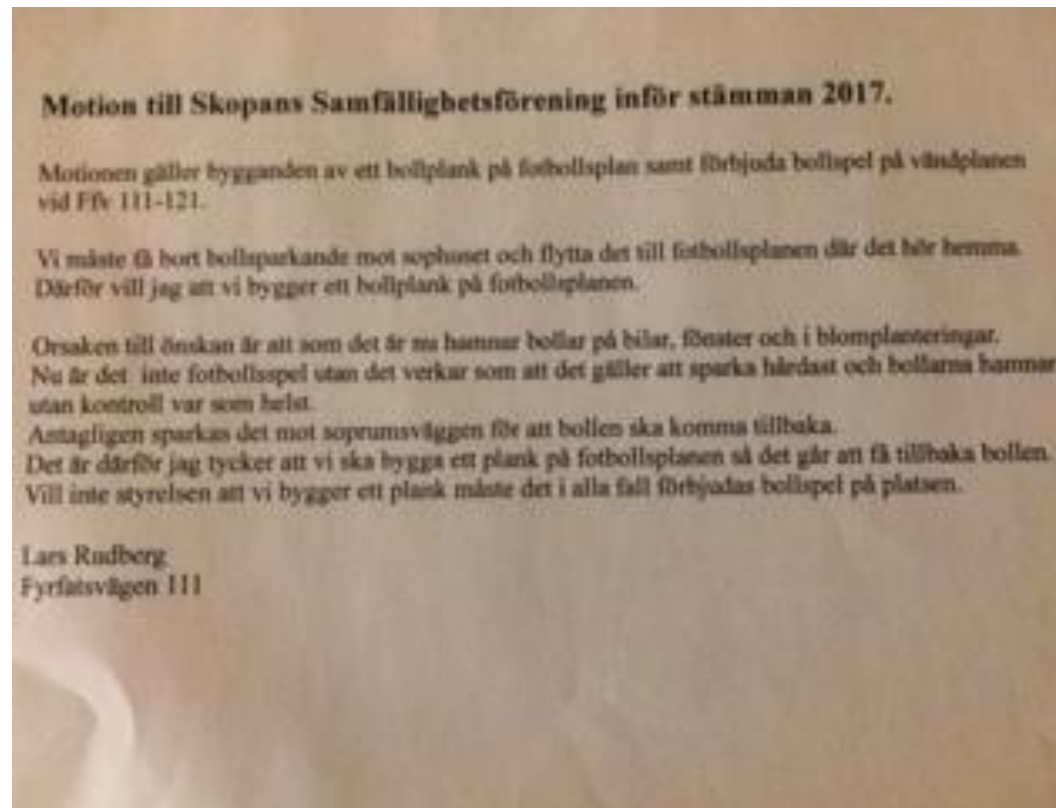 Motion till Skopans Samfällighetsförening inför stämman 2017.
Motionen gäller bygganden av ett bollplank på fotbollsplan samt förbjuda bollspel på vändplanen
vid Ffv 111-121.
Vi måste få bort bollsparkande mot sophuset och flytta det till fotbollsplanen där det hör hemma.
Därför vill jag att vi bygger ett bollplank på fotbollsplanen.
Orsaken till önskan är att som det är nu hamnar bollar på bilar, fönster och i blomplanteringar.
Nu är det inte fotbollsspel utan det verkar som att det gäller att sparka hårdast och bollarna hamnar
utan kontroll var som helst.
Antagligen sparkas det mot soprumsväggen för att bollen ska komma tillbaka.
Det är därför jag tycker att vi ska bygga ett plank på fotbollsplanen så det går att få tillbaka bollen.
Vill inte styrelsen att vi bygger ett plank måste det i alla fall förbjudas bollspel på platsen.
Lars Rudberg
Fyrfatsvägen 111